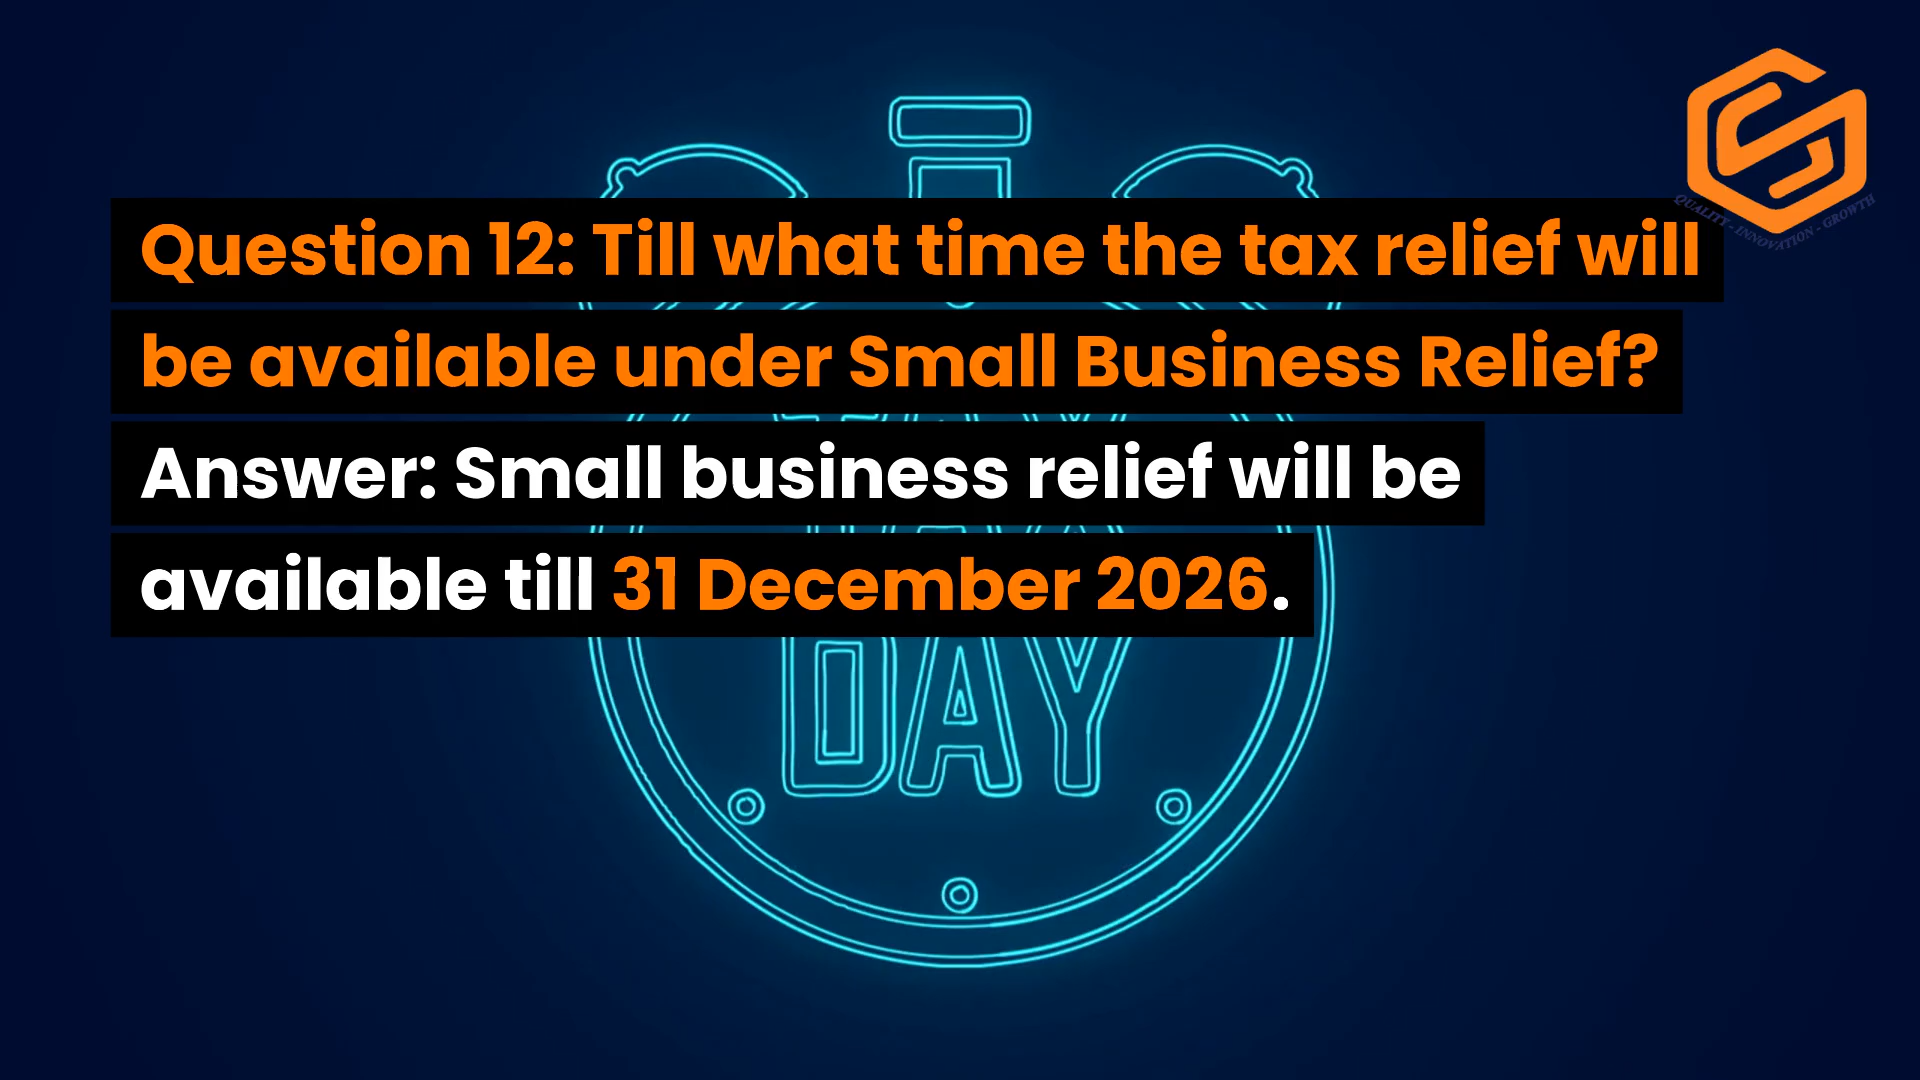 Question 12: Till what time the tax relief will
be available under Small Business Relief?
Answer: Small business relief will be
available till 31 December 2026.
DAY
QUALITY - INNOVATION - GROWTH